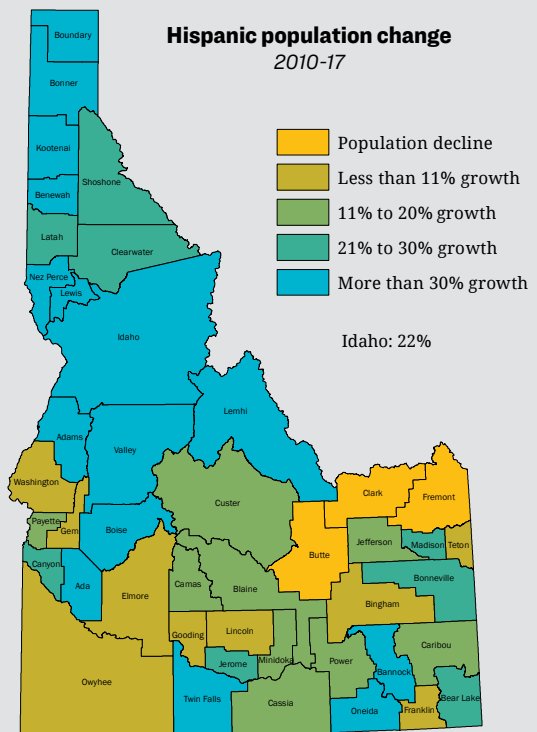 Hispanic population change
2010-17
Population decline
Less than 11% growth
11% to 20% growth
21% to 30% growth
More than 30% growth
Idaho: 22%
Boundary
Bonner
Kootenai
Shoshone
Benewah
Latah
Clearwater
Nez Perce
Lewis
Idaho
Lemhi
Adams
Valley
Washington
Custer
Clark
Fremont
Payette
Gem
Boise
Butte
Jefferson
Madison
Teton
Canyon
Ada
Elmore
Camas
Blaine
Bonneville
Bingham
Gooding
Lincoln
Jerome
Minidoka
Power
Caribou
Bannock
Owyhee
Twin Falls
Cassia
Oneida
Franklin
Bear Lake